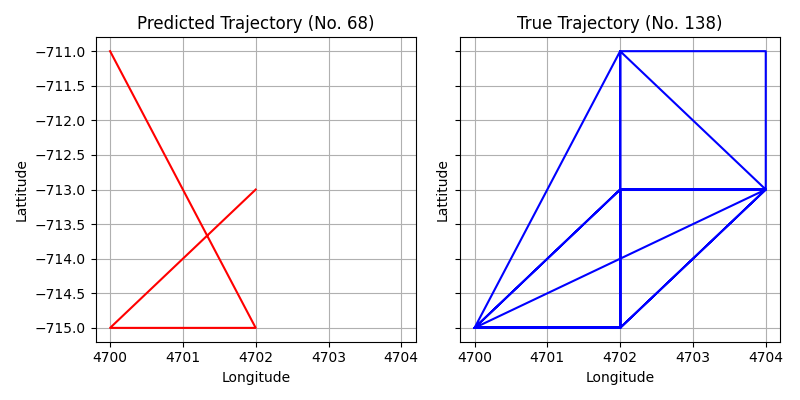 Predicted Trajectory (No. 68)
True Trajectory (No. 138)
−711.0
−711.5
−712.0
−712.5
−713.0
−713.5
−714.0
−714.5
−715.0
Lattitude
Lattitude
4700 4701 4702 4703 4704
4700 4701 4702 4703 4704
Longitude
Longitude